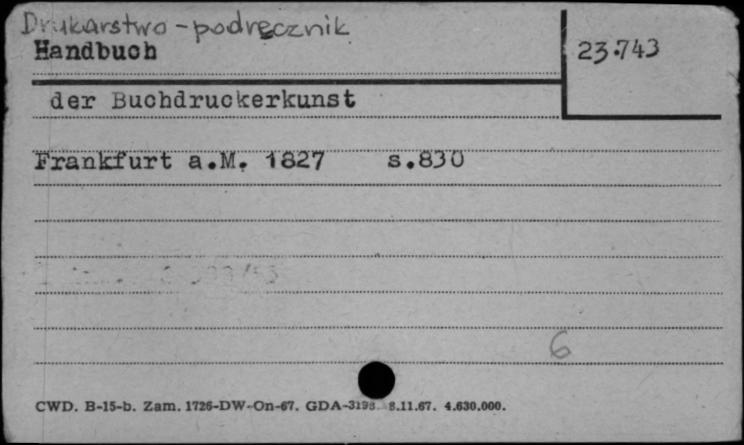 Drukarstwo - podręcznik
Handbuch
23.743
der Buchdruckerkunst
Frankfurt a.M. 1827 s.830
6
CWD. B-15-b. Zam. 1726-DW-On-67. GDA-3198. 8.11.67. 4.630.000.